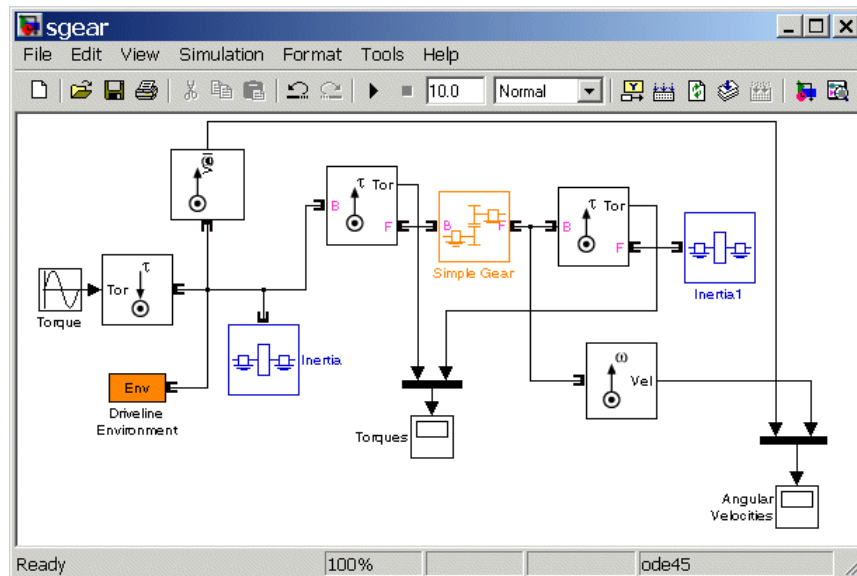 sgear
File Edit View Simulation Format Tools Help
10.0 Normal
Vel ω
τ Tor
B
F
B
F
Simple Gear
τ Tor
B
F
Inertia1
Torque
Tor τ
Inertia
Env
Driveline
Environment
ω
Vel
Torques
Angular
Velocities
Ready 100% ode45